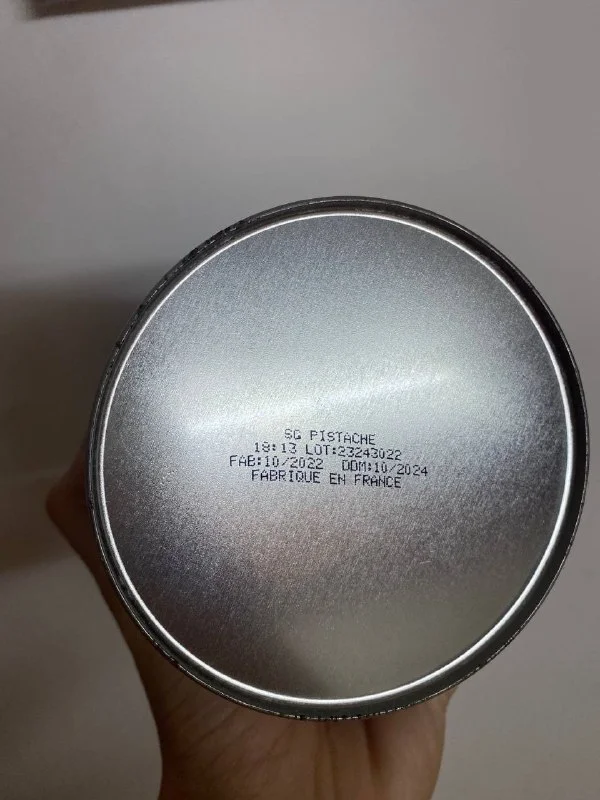 SG PISTACHE
18:13 LOT:23243022
FAB:10/2022 DDM:10/2024
FABRIQUE EN FRANCE